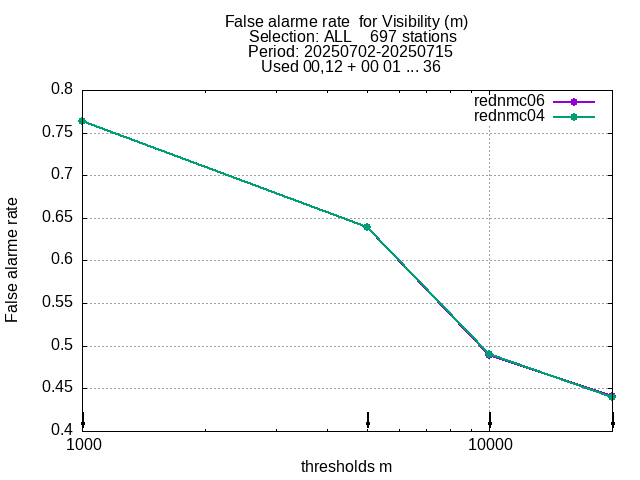 False alarme rate  for Visibility (m)
Selection: ALL    697 stations
Period: 20250702-20250715
Used 00,12 + 00 01 ... 36
rednmc06
rednmc04
0.8
0.75
0.7
0.65
0.6
0.55
0.5
0.45
0.4
False alarme rate
1000
10000
thresholds m